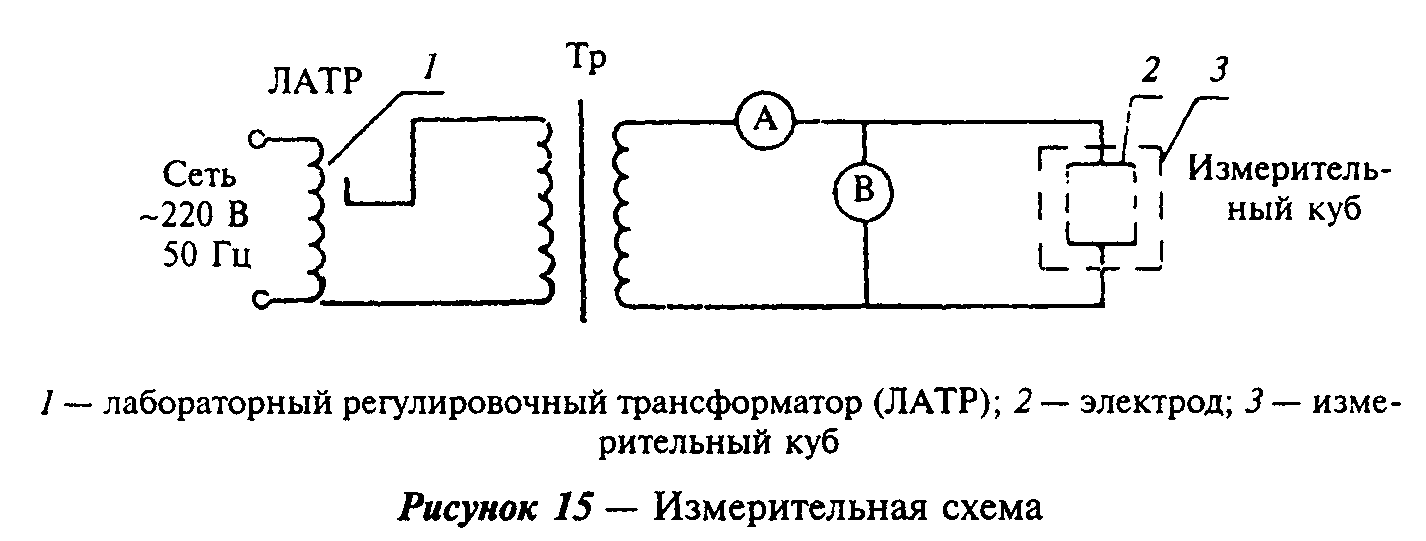 ЛАТР
1
Тр
2
3
А
В
Сеть
~220 В
50 Гц
Измеритель-
ный куб
1 — лабораторный регулировочный трансформатор (ЛАТР); 2 — электрод; 3 — изме-
рительный куб
Рисунок 15 — Измерительная схема